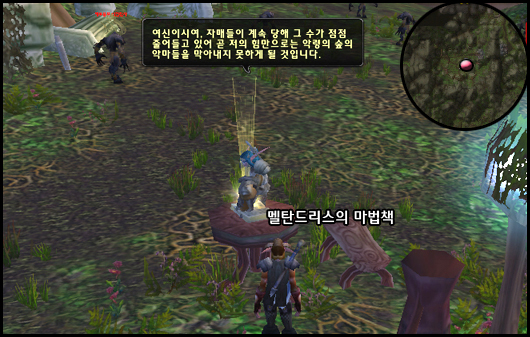 여신이시여, 자매들이 계속 당해 그 수가 점점
줄어들고 있어 곧 저의 힘만으로는 악령의 숲의
악마들을 막아내지 못하게 될 것입니다.
멜탄드리스의 마법책